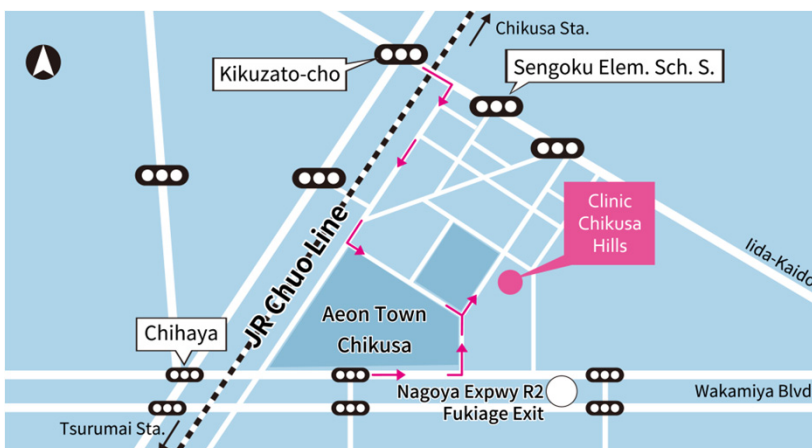 Chikusa Sta.
Kikuzato-cho
Sengoku Elem. Sch. S.
Clinic
Chikusa
Hills
Iida-Kaido
JR Chuo Line
Aeon Town
Chikusa
Chihaya
Nagoya Expwy R2
Fukiage Exit
Wakamiya Blvd
Tsurumai Sta.